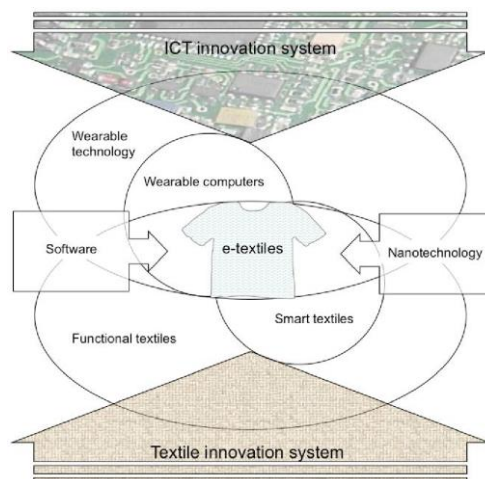 ICT innovation system
Wearable
technology
Wearable computers
Software
e-textiles
Nanotechnology
Smart textiles
Functional textiles
Textile innovation system